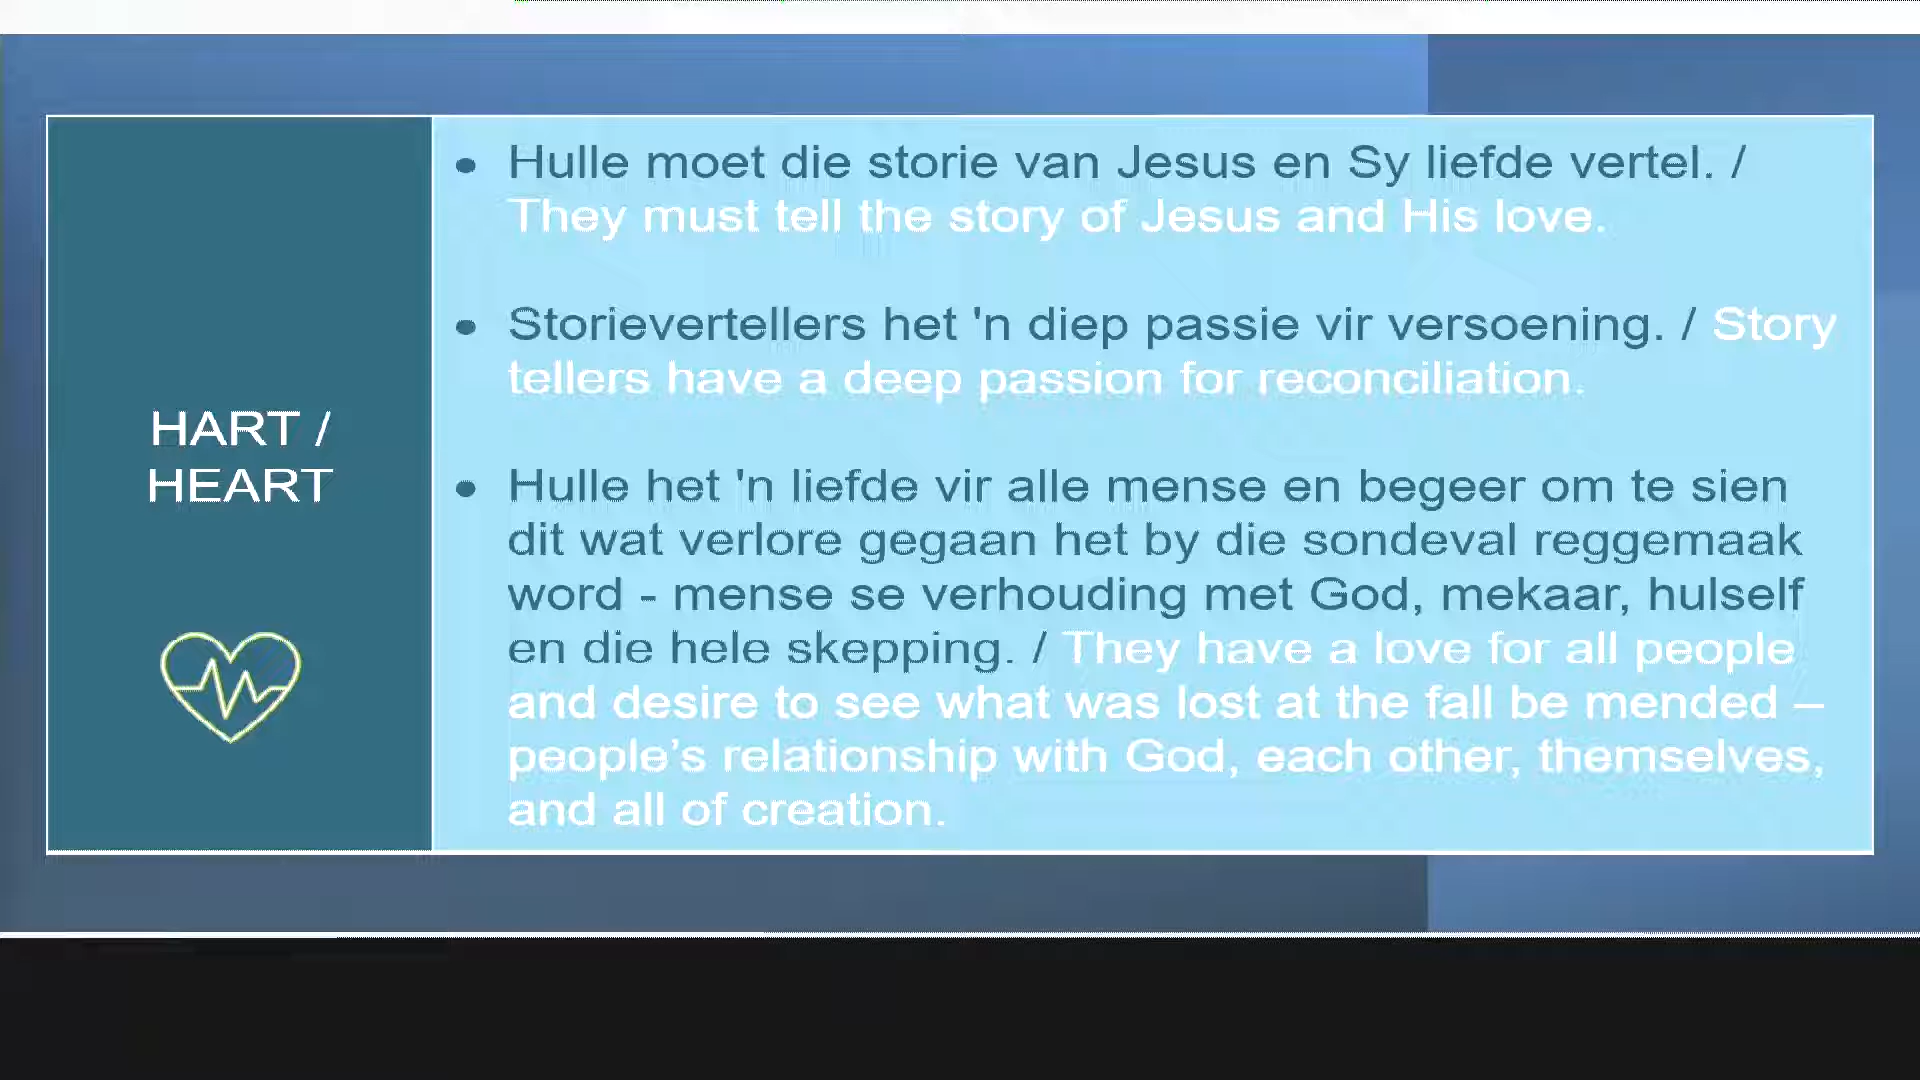 HART /
HEART
• Hulle moet die storie van Jesus en Sy liefde vertel. /
They must tell the story of Jesus and His love.
• Storievertellers het 'n diep passie vir versoening. / Story
tellers have a deep passion for reconciliation.
• Hulle het 'n liefde vir alle mense en begeer om te sien
dit wat verlore gegaan het by die sondeval reggemaak
word - mense se verhouding met God, mekaar, hulself
en die hele skepping. / They have a love for all people
and desire to see what was lost at the fall be mended –
people’s relationship with God, each other, themselves,
and all of creation.